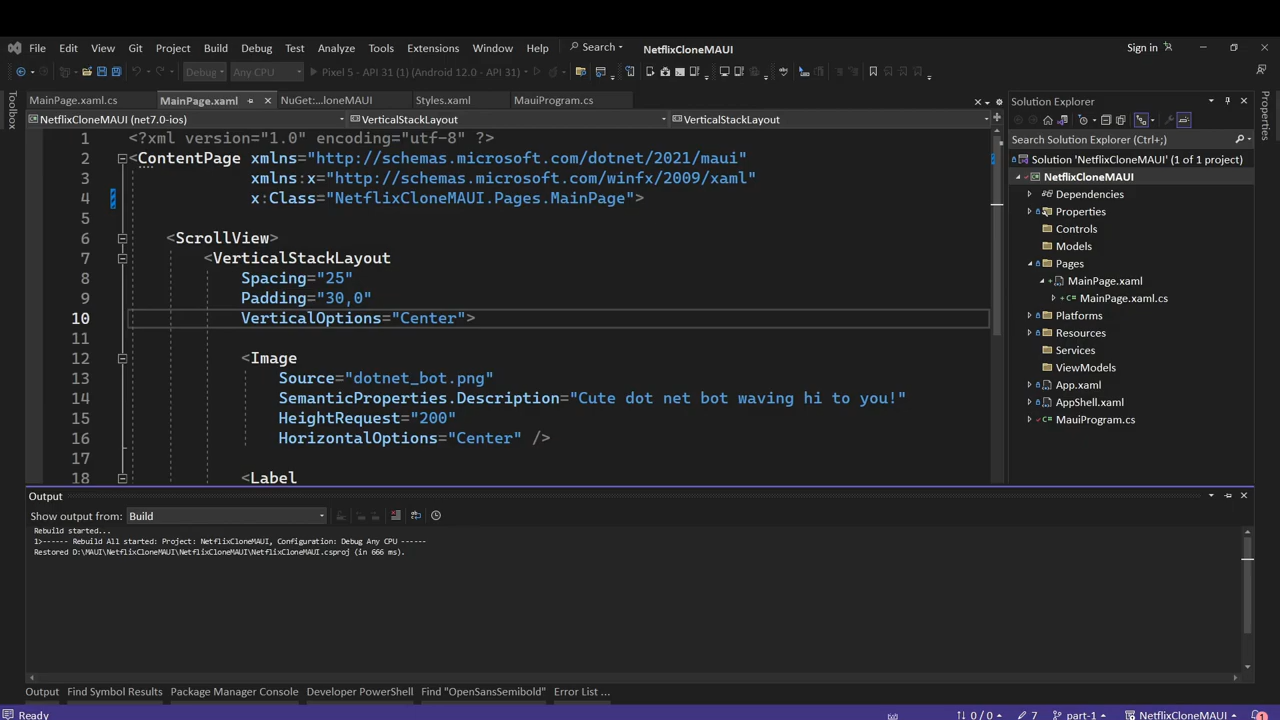 File Edit View Git Project Build Debug Test Analyze Tools Extensions Window Help Search NetflixCloneMAUI Sign in
Debug Any CPU Pixel 5 - API 31 (1) (Android 12.0 - API 31)
Toolbox
MainPage.xaml.cs MainPage.xaml NuGet:...loneMAUI Styles.xaml MauiProgram.cs
NetflixCloneMAUI (net7.0-ios) VerticalStackLayout VerticalStackLayout
1 <?xml version="1.0" encoding="utf-8" ?>
2 <ContentPage xmlns="http://schemas.microsoft.com/dotnet/2021/maui"
3 xmlns:x="http://schemas.microsoft.com/winfx/2009/xaml"
4 x:Class="NetflixCloneMAUI.Pages.MainPage">
5
6 <ScrollView>
7 <VerticalStackLayout
8 Spacing="25"
9 Padding="30,0"
10 VerticalOptions="Center">
11
12 <Image
13 Source="dotnet_bot.png"
14 SemanticProperties.Description="Cute dot net bot waving hi to you!"
15 HeightRequest="200"
16 HorizontalOptions="Center" />
17
18 <Label
Solution Explorer
Search Solution Explorer (Ctrl+;)
Solution 'NetflixCloneMAUI' (1 of 1 project)
NetflixCloneMAUI
Dependencies
Properties
Controls
Models
Pages
MainPage.xaml
MainPage.xaml.cs
Platforms
Resources
Services
ViewModels
App.xaml
AppShell.xaml
MauiProgram.cs
Properties
Output
Show output from: Build
Rebuild started...
1>------ Rebuild All started: Project: NetflixCloneMAUI, Configuration: Debug Any CPU ------
Restored D:\MAUI\NetflixCloneMAUI\NetflixCloneMAUI\NetflixCloneMAUI.csproj (in 666 ms).
Output Find Symbol Results Package Manager Console Developer PowerShell Find "OpenSansSemibold" Error List ...
Ready 0 / 0 7 part-1 NetflixCloneMAUI 1